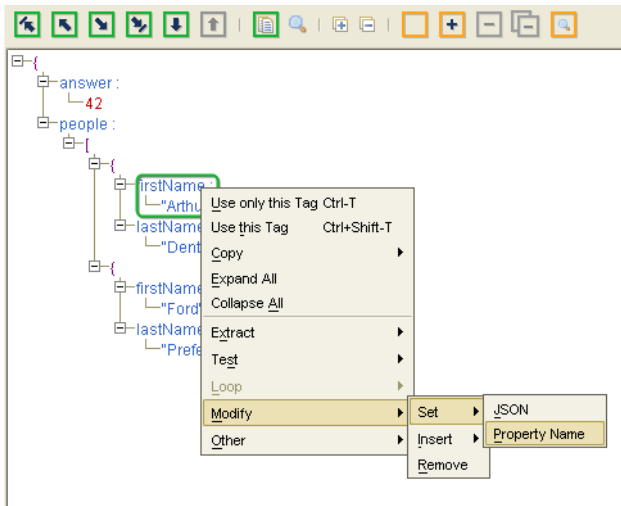 {
answer :
42
people :
[
{
firstName :
"Arthu
lastName
"Dent
{
firstName
"Ford"
lastName
"Prefe
Use only this Tag Ctrl-T
Use this Tag Ctrl+Shift-T
Copy
Expand All
Collapse All
Extract
Test
Loop
Modify
Other
Set
Insert
Remove
JSON
Property Name